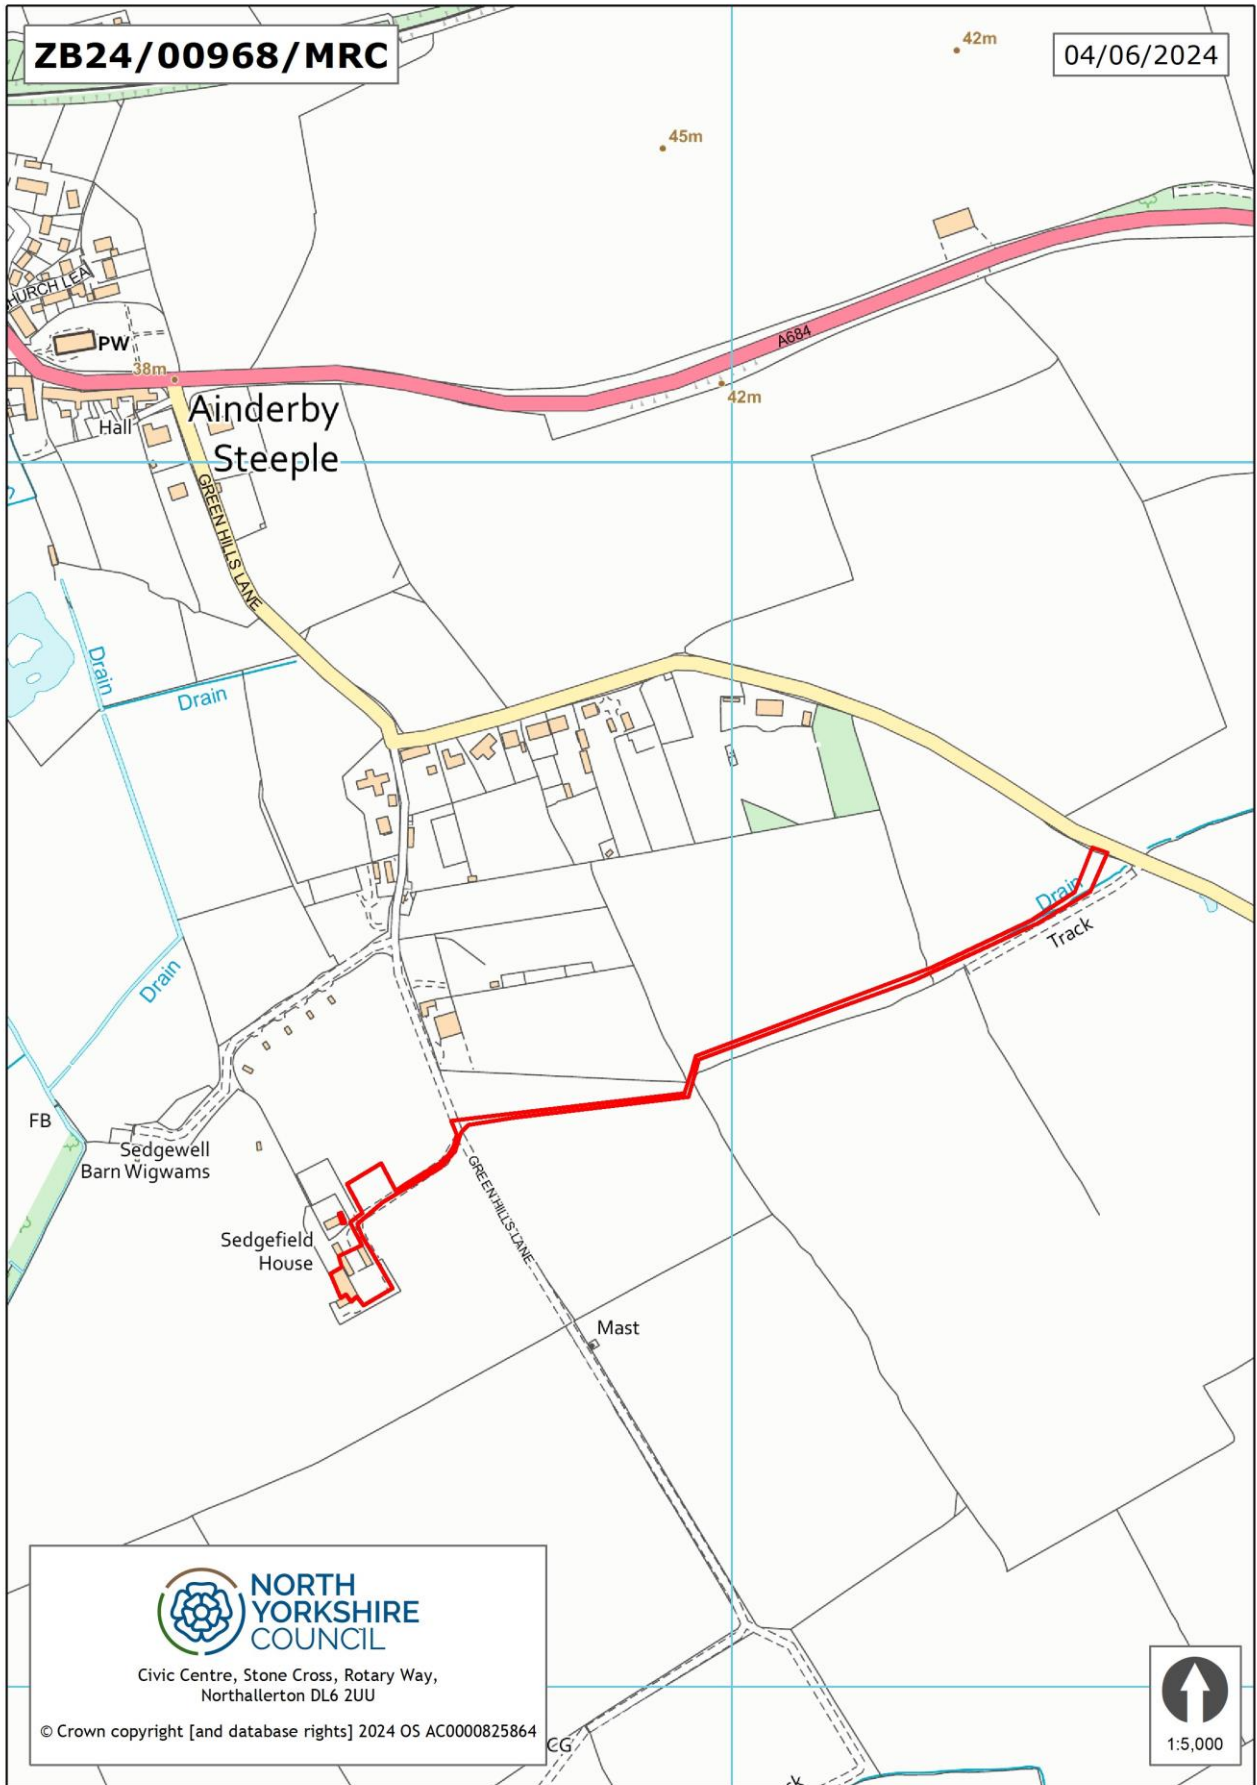 ZB24/00968/MRC
04/06/2024
42m
45m
CHURCH LEA
PW
38m
A684
42m
Ainderby
Steeple
Hall
GREEN HILLS LANE
Drain
Drain
Drain
Drain
Track
FB
Sedgewell
Barn Wigwams
GREEN HILLS LANE
Sedgefield
House
Mast
NORTH
YORKSHIRE
COUNCIL
Civic Centre, Stone Cross, Rotary Way,
Northallerton DL6 2UU
© Crown copyright [and database rights] 2024 OS AC0000825864
CG
1:5,000